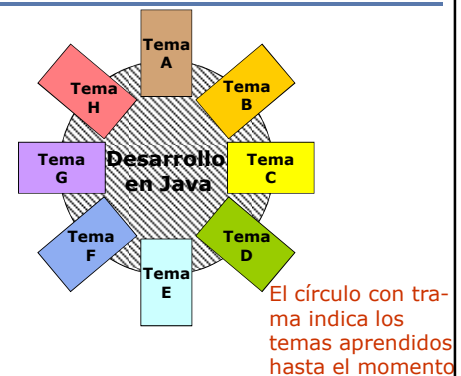 Tema
A
Tema
B
Tema
H
Desarrollo
en Java
Tema
C
Tema
G
Tema
D
Tema
F
Tema
E
El círculo con tra-
ma indica los
temas aprendidos
hasta el momento